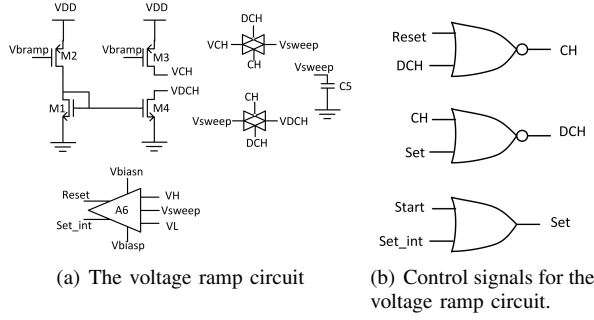 VDD VDD
Vbramp M2 Vbramp M3
VCH
VDCH
M1 M4
DCH
VCH Vsweep
CH
CH
Vsweep VDCH
DCH
Vsweep
C5
Vbiasn
Reset VH
A6 Vsweep
Set_int VL
Vbiasp
(a) The voltage ramp circuit
Reset
CH
DCH
CH
DCH
Set
Start
Set
Set_int
(b) Control signals for the
voltage ramp circuit.